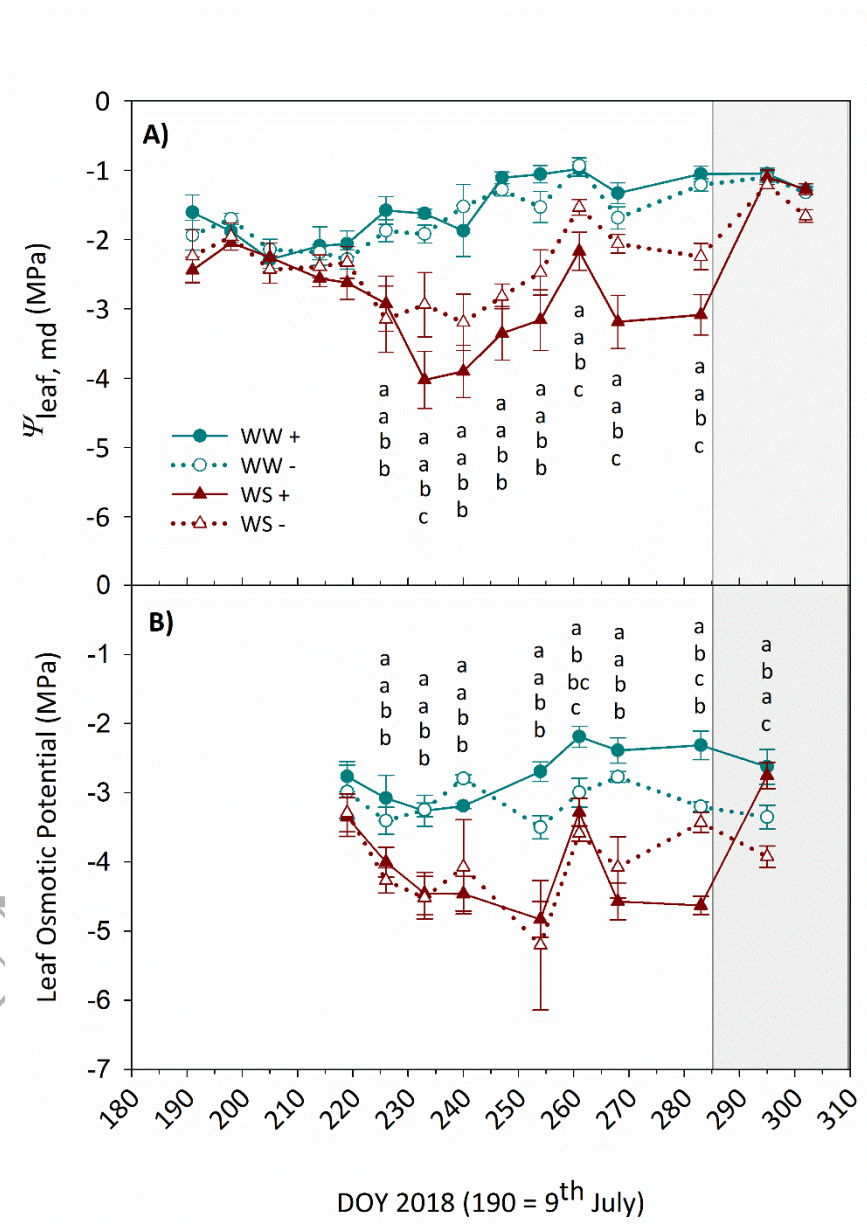 A)
0
-1
-2
-3
-4
-5
-6
Ψleaf, md (MPa)
WW +
WW -
WS +
WS -
a
a
b
b
a
a
b
c
a
a
b
b
a
a
b
b
a
a
b
b
a
a
b
c
a
a
b
c
a
a
b
c
B)
0
-1
-2
-3
-4
-5
-6
-7
Leaf Osmotic Potential (MPa)
a
a
b
b
a
a
b
b
a
a
b
b
a
a
b
b
a
b
bc
c
a
a
b
b
a
b
c
b
a
b
a
c
180 190 200 210 220 230 240 250 260 270 280 290 300 310
DOY 2018 (190 = 9th July)